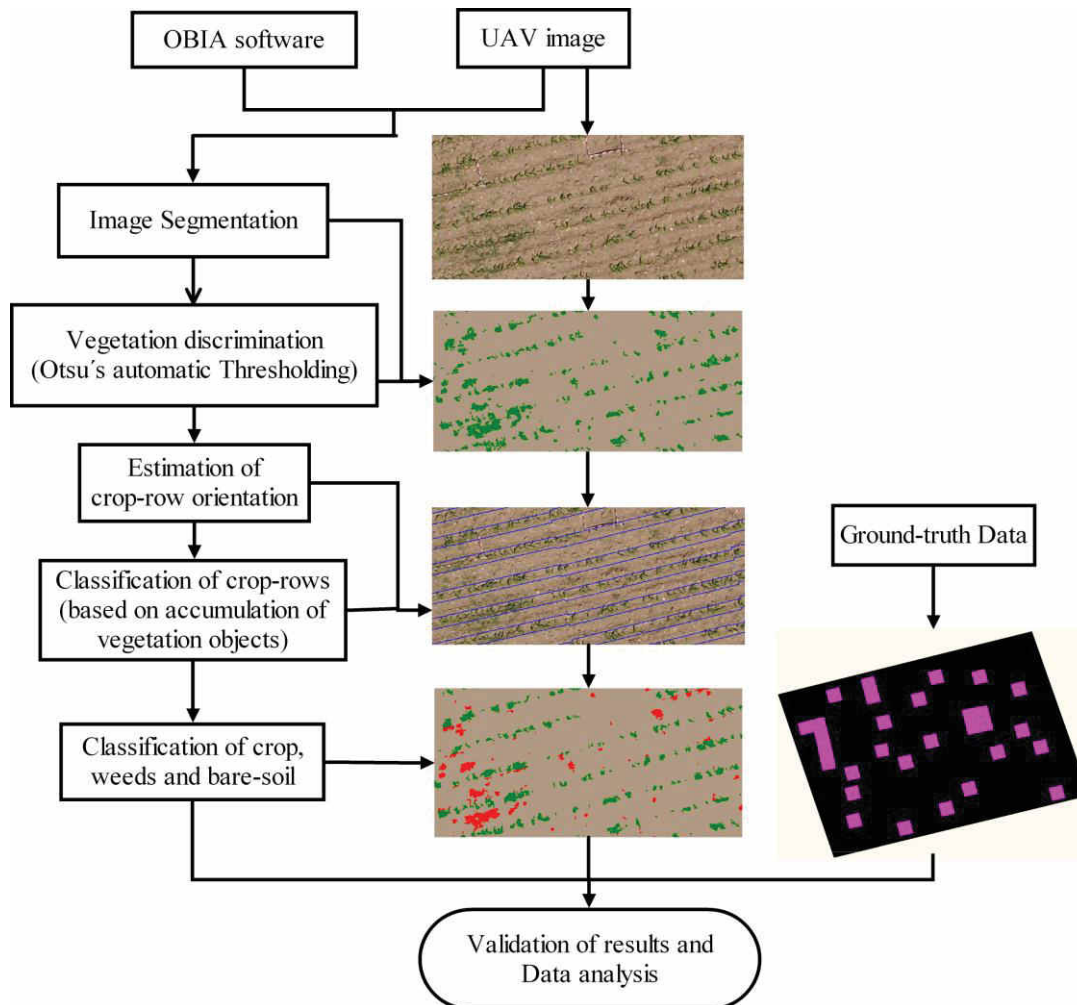 OBIA software
UAV image
Image Segmentation
Vegetation discrimination
(Otsu´s automatic Thresholding)
Estimation of
crop-row orientation
Ground-truth Data
Classification of crop-rows
(based on accumulation of
vegetation objects)
Classification of crop,
weeds and bare-soil
Validation of results and
Data analysis